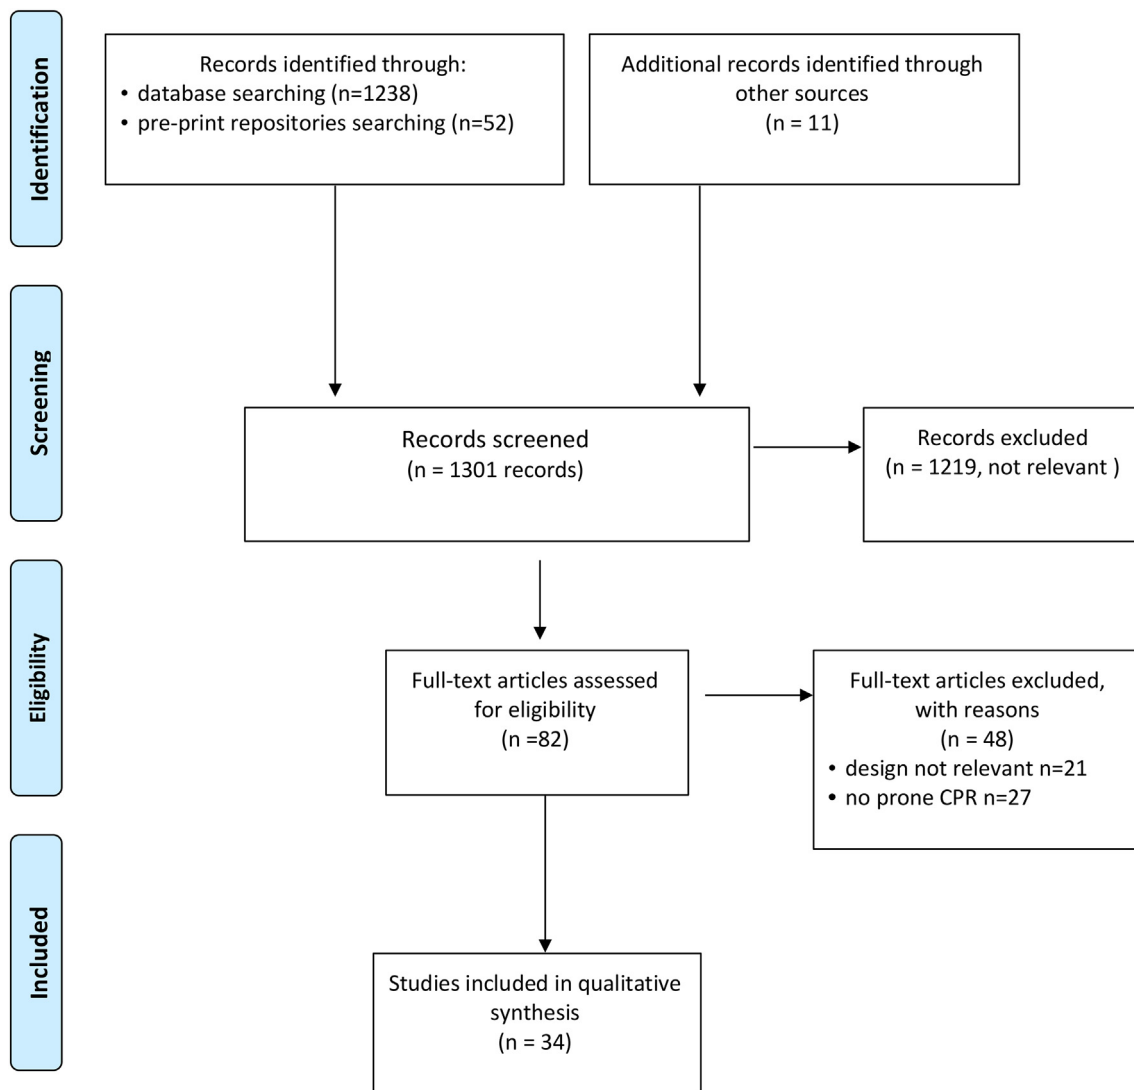 Identification
Records identified through:
• database searching (n=1238)
• pre-print repositories searching (n=52)
Additional records identified through
other sources
(n = 11)
Screening
Records screened
(n = 1301 records)
Records excluded
(n = 1219, not relevant )
Eligibility
Full-text articles assessed
for eligibility
(n =82)
Full-text articles excluded,
with reasons
(n = 48)
• design not relevant n=21
• no prone CPR n=27
Included
Studies included in qualitative
synthesis
(n = 34)